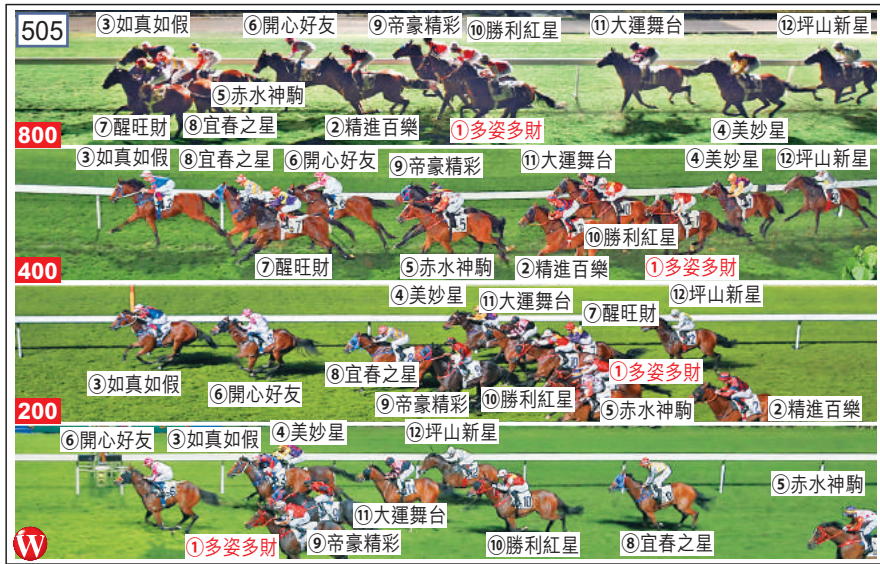 505
③如真如假 ⑥開心好友 ⑨帝豪精彩 ⑩勝利紅星 ⑪大運舞台 ⑫坪山新星
⑤赤水神駒
800
⑦醒旺財 ⑧宜春之星 ②精進百樂 ①多姿多財 ④美妙星
③如真如假 ⑧宜春之星 ⑥開心好友 ⑨帝豪精彩 ⑪大運舞台 ④美妙星 ⑫坪山新星
⑩勝利紅星
400
⑦醒旺財 ⑤赤水神駒 ②精進百樂 ①多姿多財
④美妙星 ⑪大運舞台 ⑦醒旺財 ⑫坪山新星
③如真如假 ⑥開心好友 ⑧宜春之星 ①多姿多財
200
⑨帝豪精彩 ⑩勝利紅星 ⑤赤水神駒 ②精進百樂
⑥開心好友 ③如真如假 ④美妙星 ⑫坪山新星
⑤赤水神駒
⑪大運舞台
W
①多姿多財 ⑨帝豪精彩 ⑩勝利紅星 ⑧宜春之星